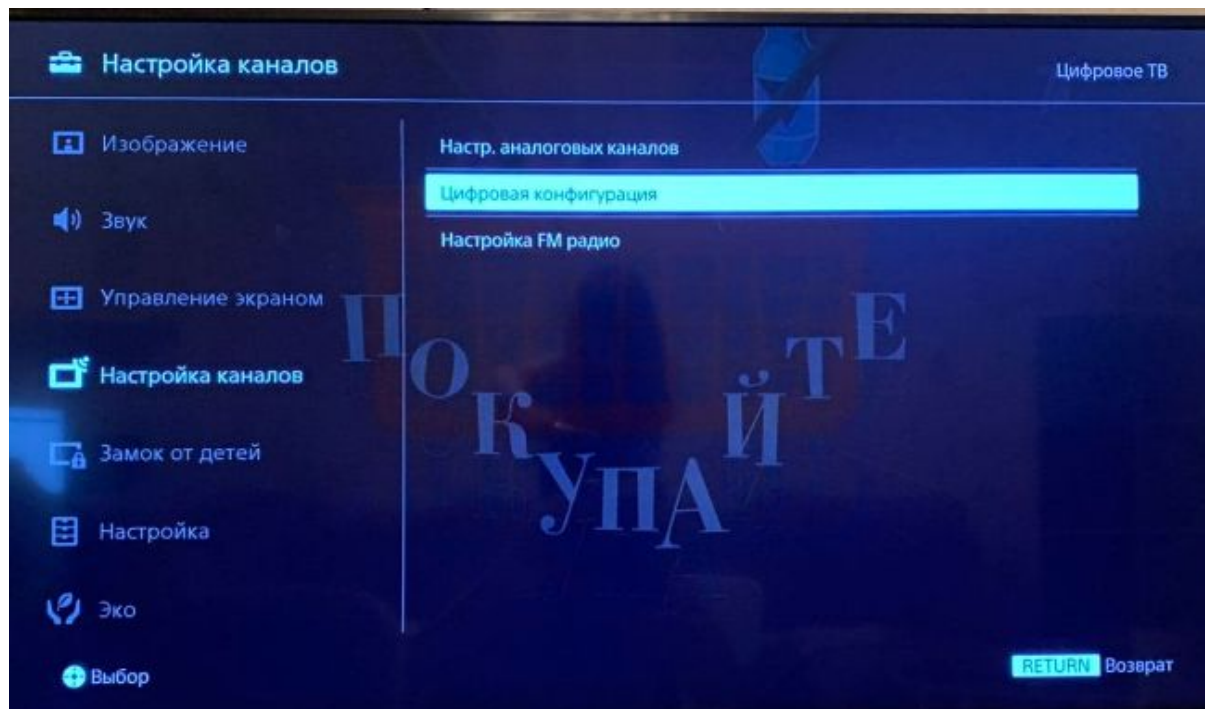 Настройка каналов
Цифровое ТВ
Изображение
Звук
Управление экраном
Настройка каналов
Замок от детей
Настройка
Эко
Настр. аналоговых каналов
Цифровая конфигурация
Настройка FM радио
ПОКУПАЙТЕ
Выбор
RETURN Возврат